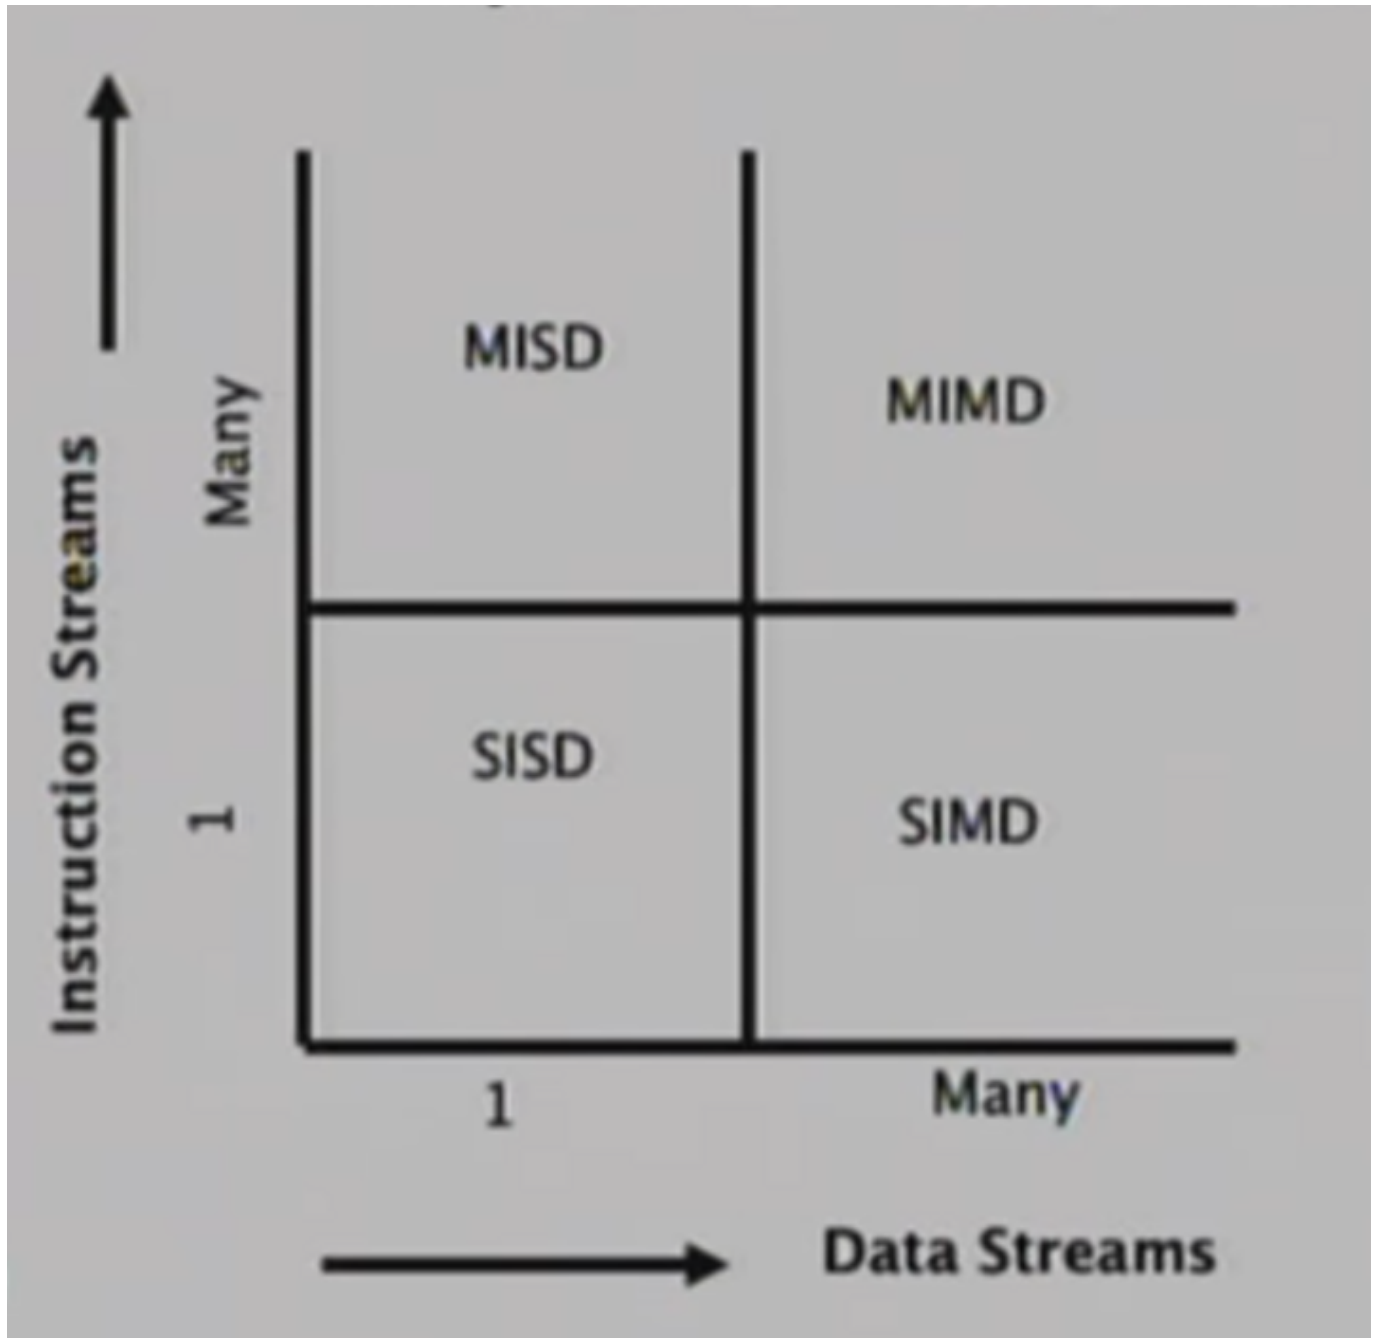 Instruction Streams
Many
1
MISD
MIMD
SISD
SIMD
1
Many
Data Streams